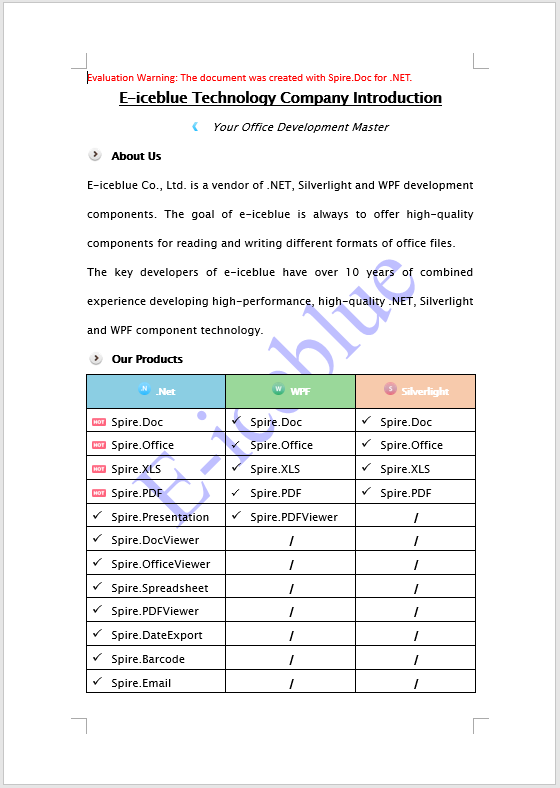 Evaluation Warning: The document was created with Spire.Doc for .NET.
E-iceblue Technology Company Introduction
Your Office Development Master
About Us
E-iceblue Co., Ltd. is a vendor of .NET, Silverlight and WPF development
components. The goal of e-iceblue is always to offer high-quality
components for reading and writing different formats of office files.
The key developers of e-iceblue have over 10 years of combined
experience developing high-performance, high-quality .NET, Silverlight
and WPF component technology.
Our Products
N .Net W WPF S Silverlight
HOT Spire.Doc ✓ Spire.Doc ✓ Spire.Doc
HOT Spire.Office ✓ Spire.Office ✓ Spire.Office
HOT Spire.XLS ✓ Spire.XLS ✓ Spire.XLS
HOT Spire.PDF ✓ Spire.PDF ✓ Spire.PDF
✓ Spire.Presentation ✓ Spire.PDFViewer /
✓ Spire.DocViewer / /
✓ Spire.OfficeViewer / /
✓ Spire.Spreadsheet / /
✓ Spire.PDFViewer / /
✓ Spire.DateExport / /
✓ Spire.Barcode / /
✓ Spire.Email / /
E-iceblue